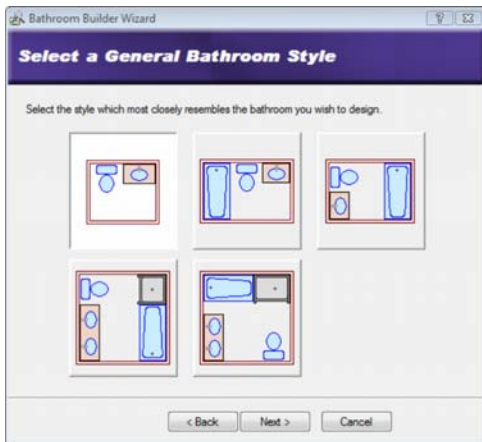 Bathroom Builder Wizard
Select a General Bathroom Style
Select the style which most closely resembles the bathroom you wish to design.
< Back Next > Cancel